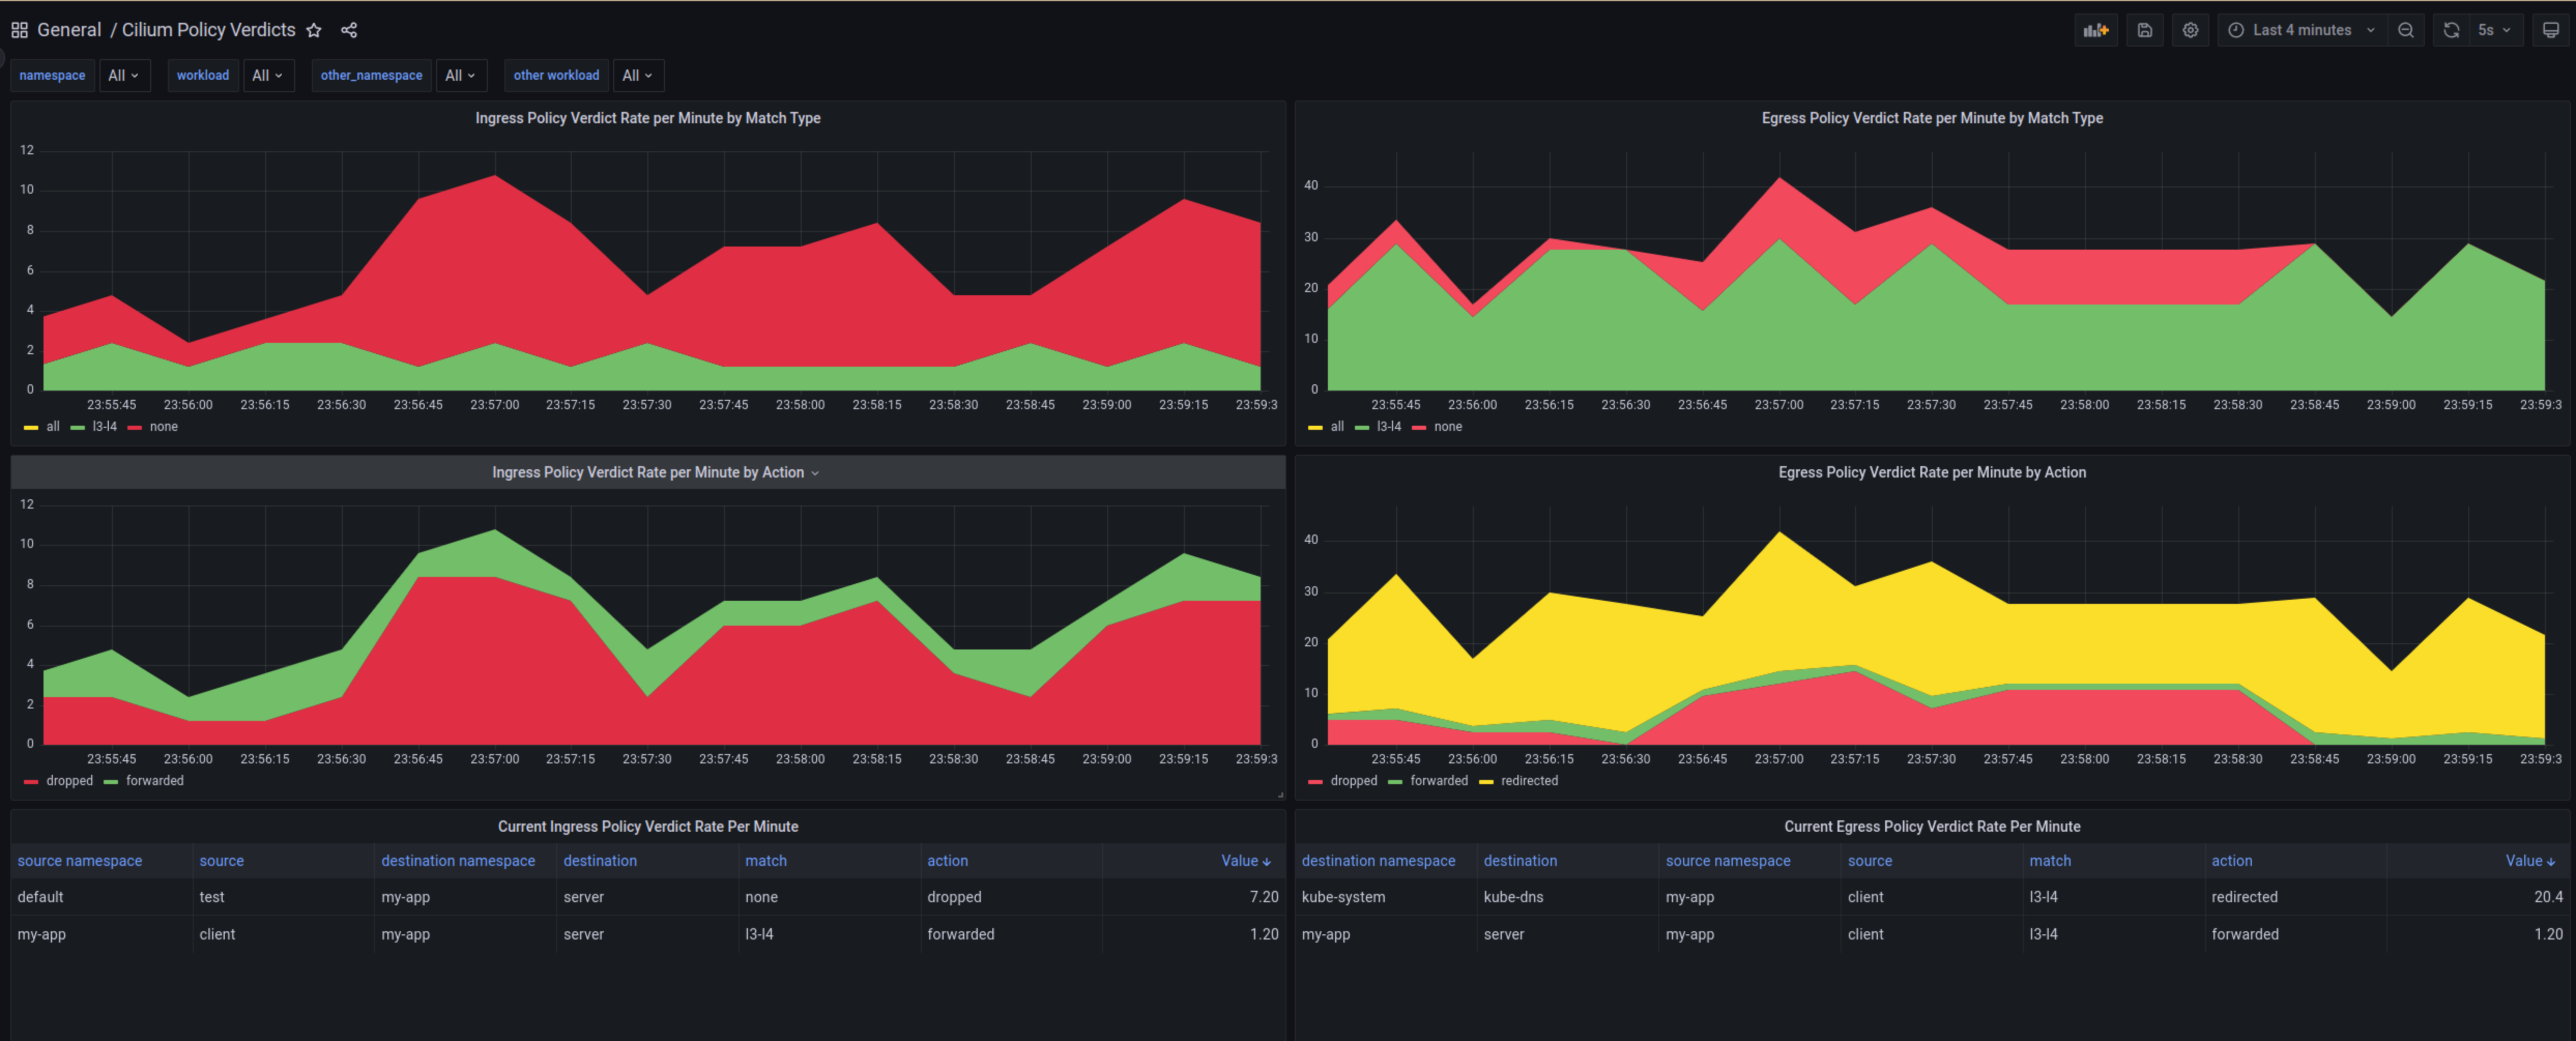 General / Cilium Policy Verdicts
Last 4 minutes
5s
namespace All workload All other_namespace All other workload All
Ingress Policy Verdict Rate per Minute by Match Type
12
10
8
6
4
2
0
23:55:45 23:56:00 23:56:15 23:56:30 23:56:45 23:57:00 23:57:15 23:57:30 23:57:45 23:58:00 23:58:15 23:58:30 23:58:45 23:59:00 23:59:15 23:59:3
all l3-l4 none
Egress Policy Verdict Rate per Minute by Match Type
40
30
20
10
0
23:55:45 23:56:00 23:56:15 23:56:30 23:56:45 23:57:00 23:57:15 23:57:30 23:57:45 23:58:00 23:58:15 23:58:30 23:58:45 23:59:00 23:59:15 23:59:3
all l3-l4 none
Ingress Policy Verdict Rate per Minute by Action
12
10
8
6
4
2
0
23:55:45 23:56:00 23:56:15 23:56:30 23:56:45 23:57:00 23:57:15 23:57:30 23:57:45 23:58:00 23:58:15 23:58:30 23:58:45 23:59:00 23:59:15 23:59:3
dropped forwarded
Egress Policy Verdict Rate per Minute by Action
40
30
20
10
0
23:55:45 23:56:00 23:56:15 23:56:30 23:56:45 23:57:00 23:57:15 23:57:30 23:57:45 23:58:00 23:58:15 23:58:30 23:58:45 23:59:00 23:59:15 23:59:3
dropped forwarded redirected
Current Ingress Policy Verdict Rate Per Minute
source namespace source destination namespace destination match action Value ↓
default test my-app server none dropped 7.20
my-app client my-app server l3-l4 forwarded 1.20
Current Egress Policy Verdict Rate Per Minute
destination namespace destination source namespace source match action Value ↓
kube-system kube-dns my-app client l3-l4 redirected 20.4
my-app server my-app client l3-l4 forwarded 1.20